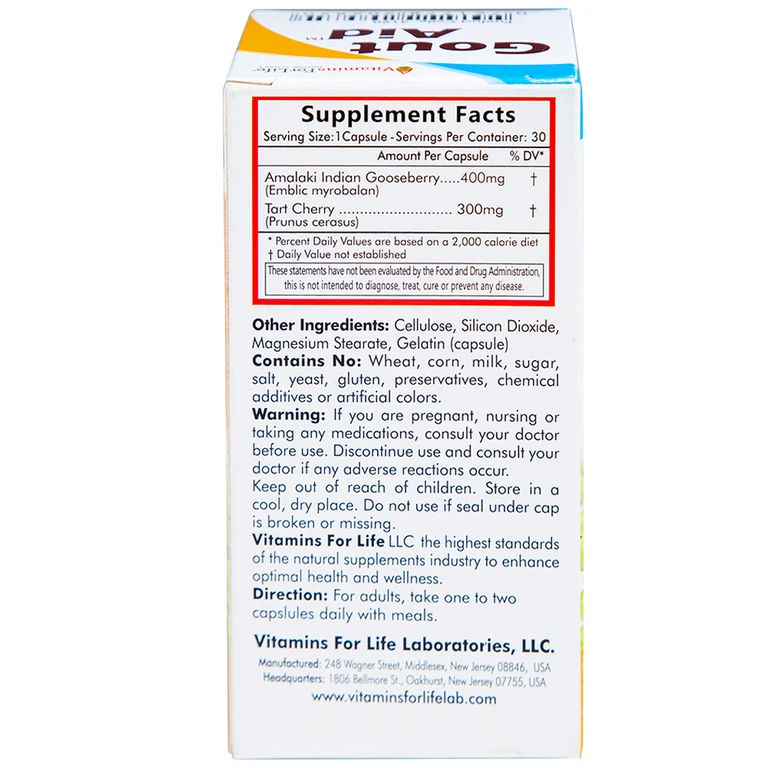 Gout
Aid™
VitaminsForLife
Supplement Facts
Serving Size:1Capsule - Servings Per Container: 30
Amount Per Capsule % DV*
Amalaki Indian Gooseberry.....400mg †
(Emblic myrobalan)
Tart Cherry ........................... 300mg †
(Prunus cerasus)
* Percent Daily Values are based on a 2,000 calorie diet
† Daily Value not established
These statements have not been evaluated by the Food and Drug Administration,
this is not intended to diagnose, treat, cure or prevent any disease.
Other Ingredients: Cellulose, Silicon Dioxide,
Magnesium Stearate, Gelatin (capsule)
Contains No: Wheat, corn, milk, sugar,
salt, yeast, gluten, preservatives, chemical
additives or artificial colors.
Warning: If you are pregnant, nursing or
taking any medications, consult your doctor
before use. Discontinue use and consult your
doctor if any adverse reactions occur.
Keep out of reach of children. Store in a
cool, dry place. Do not use if seal under cap
is broken or missing.
Vitamins For Life LLC the highest standards
of the natural supplements industry to enhance
optimal health and wellness.
Direction: For adults, take one to two
capslules daily with meals.
Vitamins For Life Laboratories, LLC.
Manufactured: 248 Wagner Street, Middlesex, New Jersey 08846, USA
Headquarters: 1806 Bellmore St., Oakhurst, New Jersey 07755, USA
www.vitaminsforlifelab.com